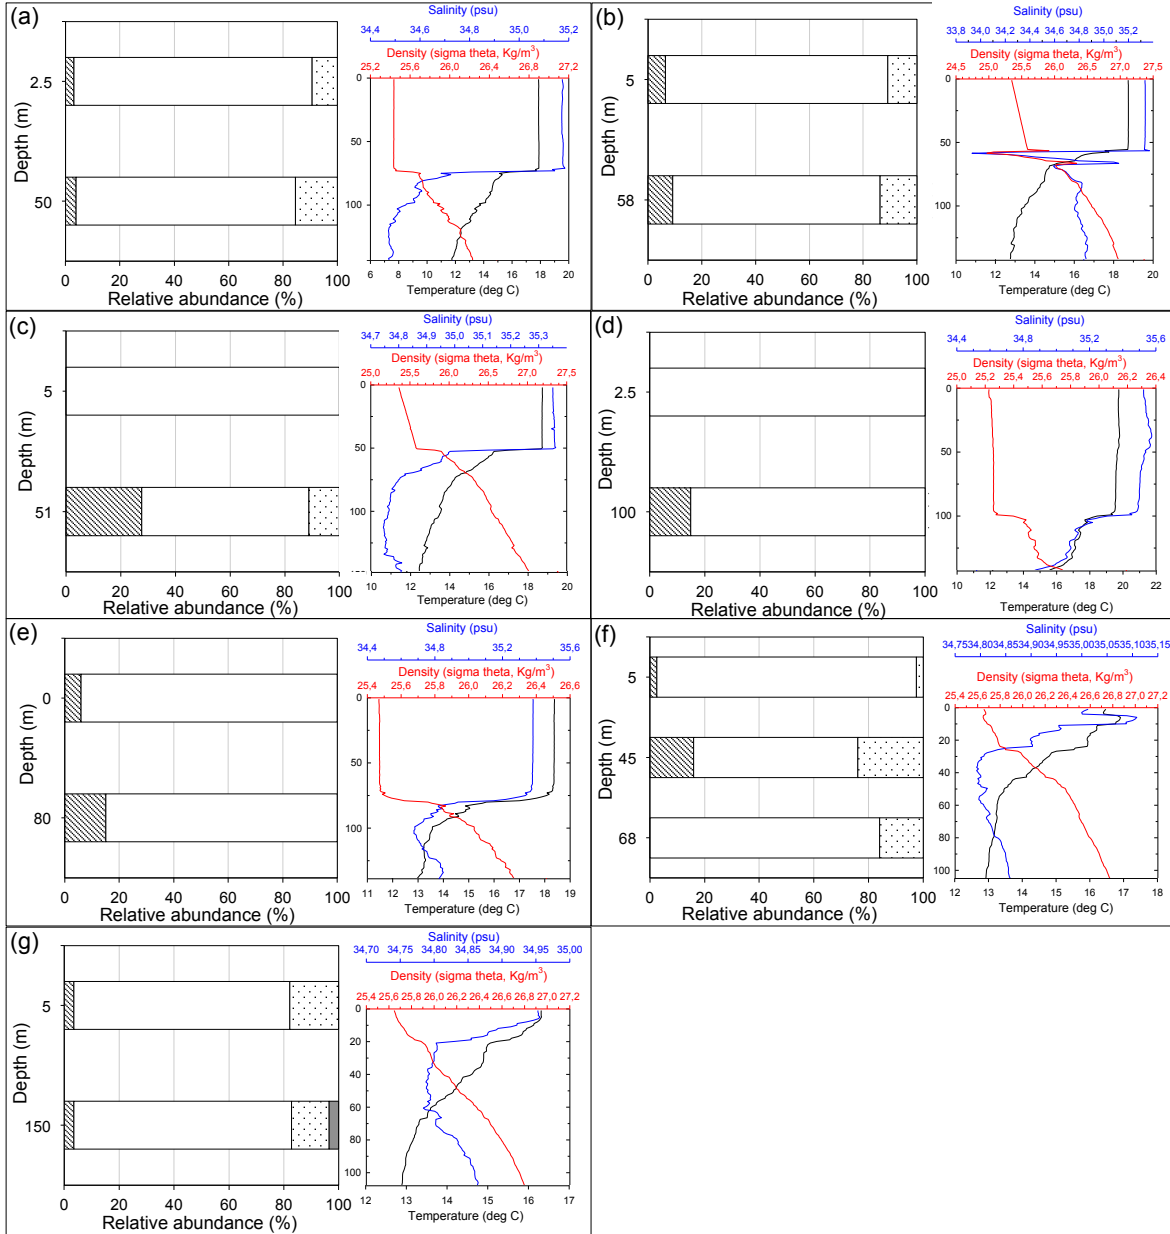 (a)
Depth (m)
2.5
50
0 20 40 60 80 100
Relative abundance (%)
Salinity (psu)
34,4 34,6 34,8 35,0 35,2
Density (sigma theta, Kg/m3)
25,2 25,6 26,0 26,4 26,8 27,2
0
50
100
6 8 10 12 14 16 18 20
Temperature (deg C)
(b)
Depth (m)
5
58
0 20 40 60 80 100
Relative abundance (%)
Salinity (psu)
33,8 34,0 34,2 34,4 34,6 34,8 35,0 35,2
Density (sigma theta, Kg/m3)
24,5 25,0 25,5 26,0 26,5 27,0 27,5
0
50
100
10 12 14 16 18 20
Temperature (deg C)
(c)
Depth (m)
5
51
0 20 40 60 80 100
Relative abundance (%)
Salinity (psu)
34,7 34,8 34,9 35,0 35,1 35,2 35,3
Density (sigma theta, Kg/m3)
25,0 25,5 26,0 26,5 27,0 27,5
0
50
100
10 12 14 16 18 20
Temperature (deg C)
(d)
Depth (m)
2.5
100
0 20 40 60 80 100
Relative abundance (%)
Salinity (psu)
34,4 34,8 35,2 35,6
Density (sigma theta, Kg/m3)
25,0 25,2 25,4 25,6 25,8 26,0 26,2 26,4
0
50
100
10 12 14 16 18 20 22
Temperature (deg C)
(e)
Depth (m)
0
80
0 20 40 60 80 100
Relative abundance (%)
Salinity (psu)
34,4 34,8 35,2 35,6
Density (sigma theta, Kg/m3)
25,4 25,6 25,8 26,0 26,2 26,4 26,6
0
50
100
11 12 13 14 15 16 17 18 19
Temperature (deg C)
(f)
Depth (m)
5
45
68
0 20 40 60 80 100
Relative abundance (%)
Salinity (psu)
34,75 34,80 34,85 34,90 34,95 35,00 35,05 35,10 35,15
Density (sigma theta, Kg/m3)
25,4 25,6 25,8 26,0 26,2 26,4 26,6 26,8 27,0 27,2
0
20
40
60
80
100
12 13 14 15 16 17 18
Temperature (deg C)
(g)
Depth (m)
5
150
0 20 40 60 80 100
Relative abundance (%)
Salinity (psu)
34,70 34,75 34,80 34,85 34,90 34,95 35,00
Density (sigma theta, Kg/m3)
25,4 25,6 25,8 26,0 26,2 26,4 26,6 26,8 27,0 27,2
0
20
40
60
80
100
12 13 14 15 16 17
Temperature (deg C)